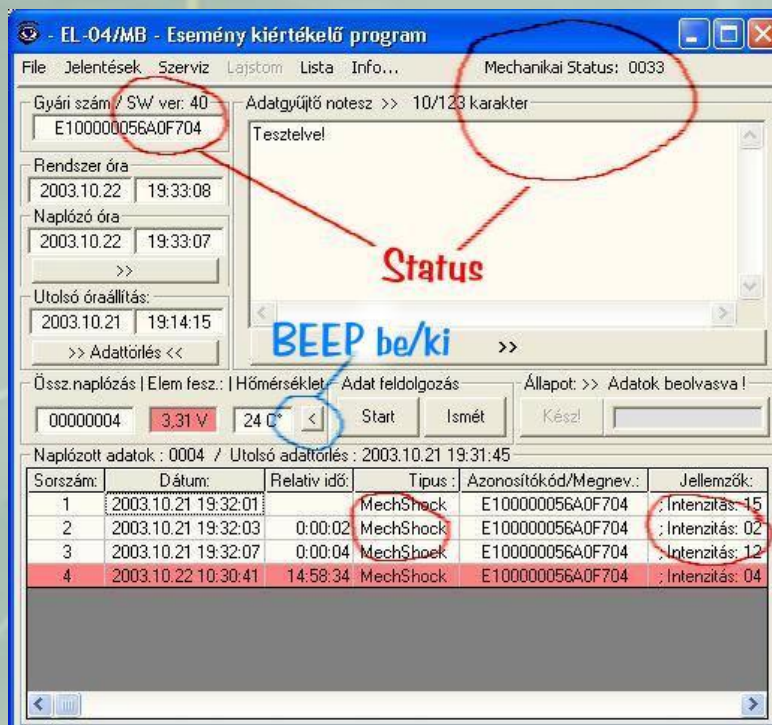 - EL-04/MB - Esemény kiértékelő program
File Jelentések Szerviz Lajstom Lista Info... Mechanikai Status: 0033
Gyári szám / SW ver: 40
E100000056A0F704
Adatgyűjtő notesz >> 10/123 karakter
Tesztelve!
Rendszer óra
2003.10.22 19:33:08
Naplózó óra
2003.10.22 19:33:07
>>
Status
Utolsó óraállítás:
2003.10.21 19:14:15
>> Adattörlés <<
BEEP be/ki
>>
Össz.naplózás | Elem fesz.: | Hőmérséklet
00000004 3,31 V 24 C° <
Adat feldolgozás
Start Ismét
Állapot: >> Adatok beolvasva !
Kész!
Naplózott adatok : 0004 / Utolsó adattörlés : 2003.10.21 19:31:45
Sorszám: Dátum: Relatív idő: Tipus : Azonosítókód/Megnev.: Jellemzők:
1 2003.10.21 19:32:01 MechShock E100000056A0F704 ; Intenzitás: 15
2 2003.10.21 19:32:03 0:00:02 MechShock E100000056A0F704 ; Intenzitás: 02
3 2003.10.21 19:32:07 0:00:04 MechShock E100000056A0F704 ; Intenzitás: 12
4 2003.10.22 10:30:41 14:58:34 MechShock E100000056A0F704 ; Intenzitás: 04